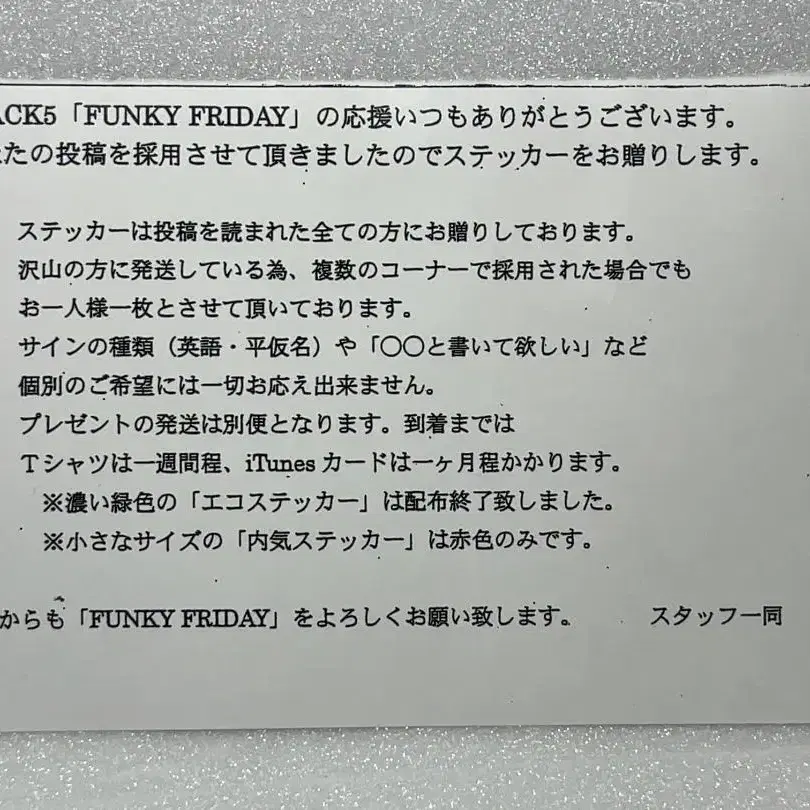 ACK5「FUNKY FRIDAY」の応援いつもありがとうございます。
たの投稿を採用させて頂きましたのでステッカーをお贈りします。
ステッカーは投稿を読まれた全ての方にお贈りしております。
沢山の方に発送している為、複数のコーナーで採用された場合でも
お一人様一枚とさせて頂いております。
サインの種類（英語・平仮名）や「〇〇と書いて欲しい」など
個別のご希望には一切お応え出来ません。
プレゼントの発送は別便となります。到着までは
Tシャツは一週間程、iTunesカードは一ヶ月程かかります。
※濃い緑色の「エコステッカー」は配布終了致しました。
※小さなサイズの「内気ステッカー」は赤色のみです。
からも「FUNKY FRIDAY」をよろしくお願い致します。 スタッフ一同